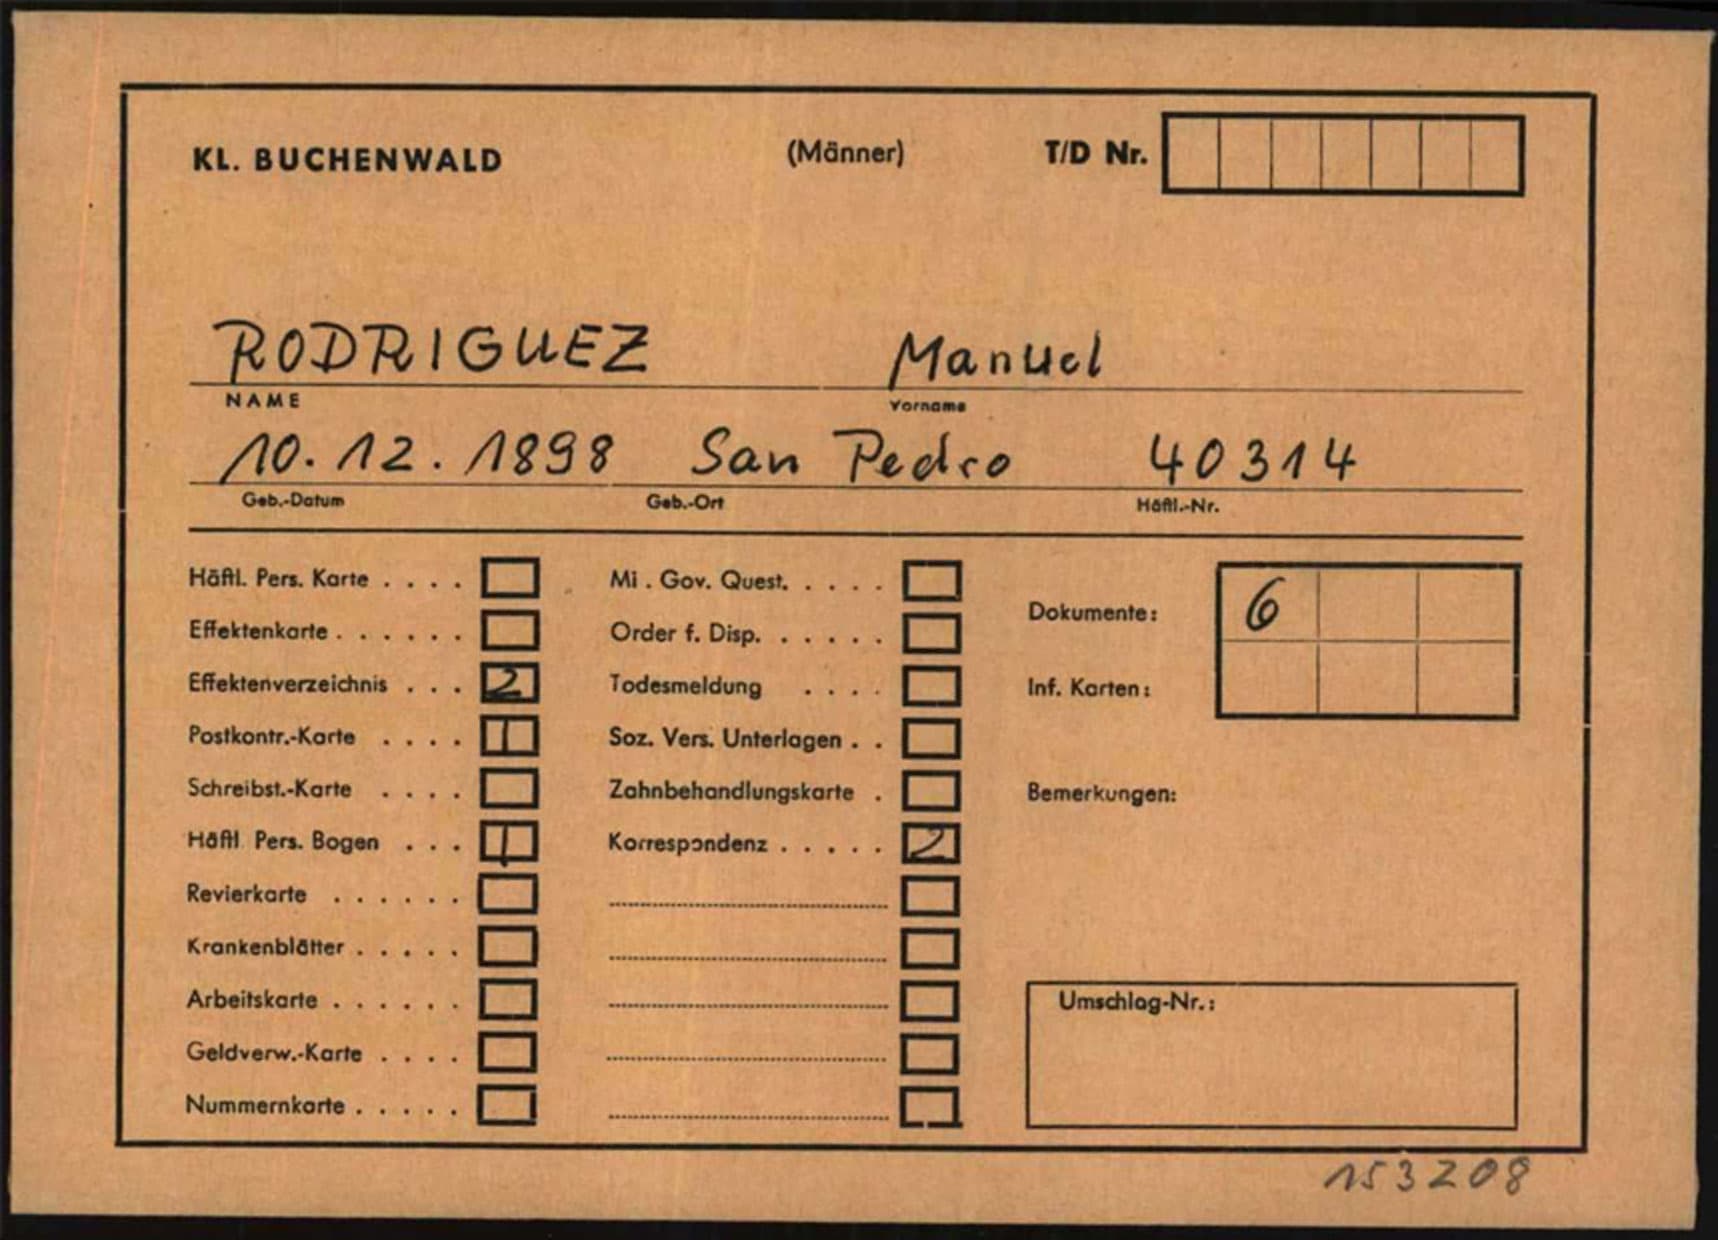 KL. BUCHENWALD (Männer) T/D Nr.
RODRIGUEZ Manuel
NAME Vorname
10.12.1898 San Pedro 40314
Geb.-Datum Geb.-Ort Häftl.-Nr.
Häftl. Pers. Karte . . . .
Effektenkarte . . . . . .
Effektenverzeichnis . . . 2
Postkontr.-Karte . . . . 1
Schreibst.-Karte . . . .
Häftl. Pers. Bogen . . . 1
Revierkarte . . . . . .
Krankenblätter . . . . .
Arbeitskarte . . . . . .
Geldverw.-Karte . . . .
Nummernkarte . . . . .
Mi. Gov. Quest. . . . . .
Order f. Disp. . . . . .
Todesmeldung . . . .
Soz. Vers. Unterlagen . .
Zahnbehandlungskarte .
Korrespondenz . . . . . 2
Dokumente: 6
Inf. Karten:
Bemerkungen:
Umschlag-Nr.:
153208